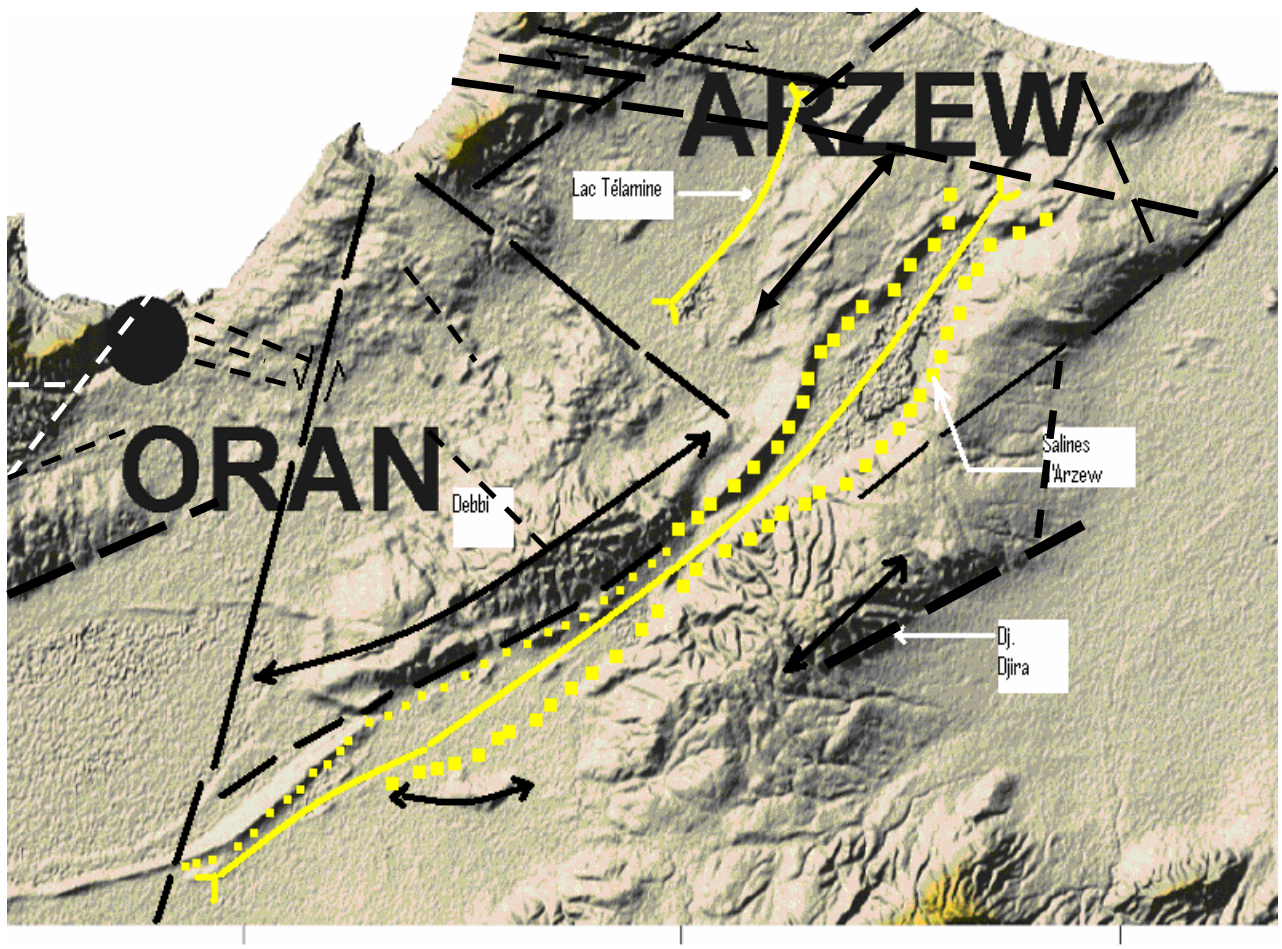 ARZEW
Lac Télamine
ORAN
Debbi
Salines
d'Arzew
Dj.
Djira